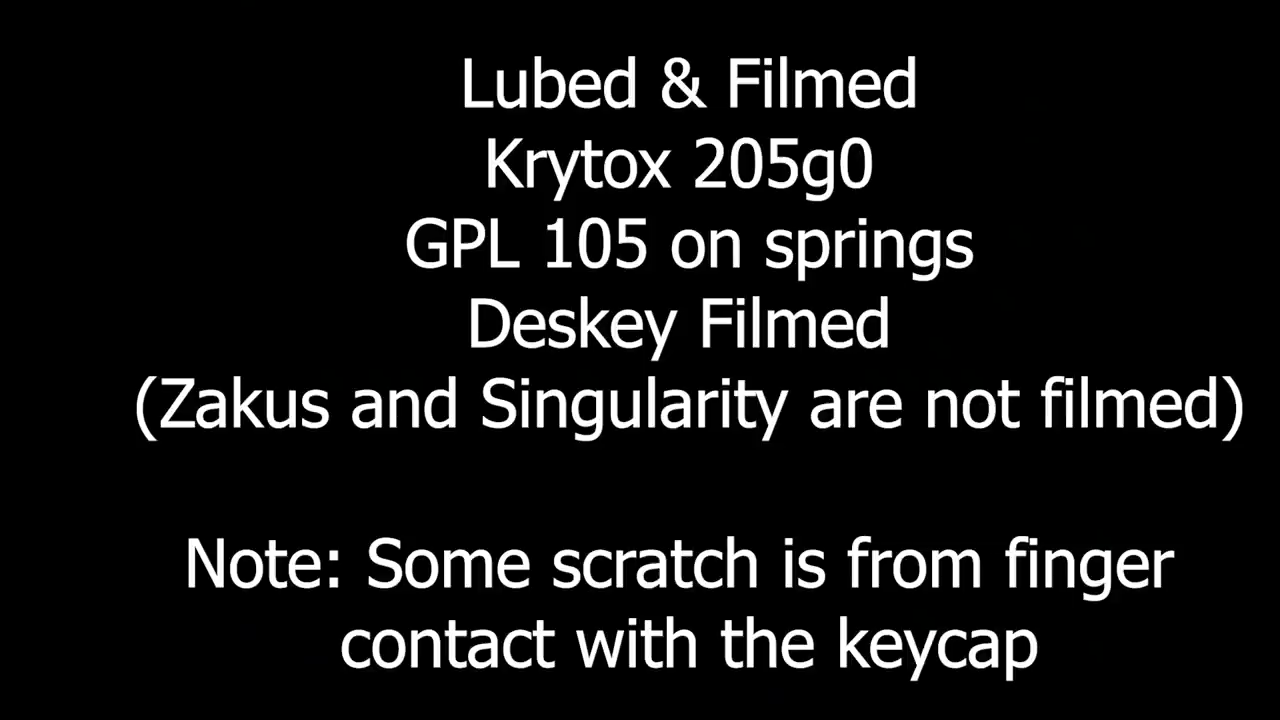 Lubed & Filmed
Krytox 205g0
GPL 105 on springs
Deskey Filmed
(Zakus and Singularity are not filmed)
Note: Some scratch is from finger
contact with the keycap